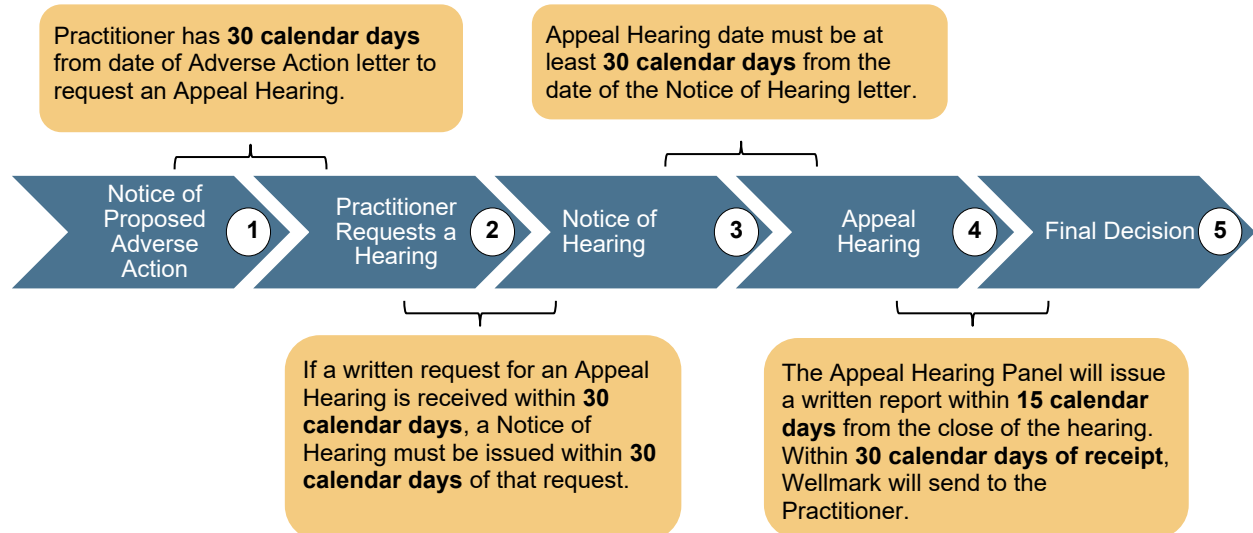 Practitioner has 30 calendar days
from date of Adverse Action letter to
request an Appeal Hearing.
Appeal Hearing date must be at
least 30 calendar days from the
date of the Notice of Hearing letter.
Notice of
Proposed
Adverse
Action
1
Practitioner
Requests a
Hearing
2
Notice of
Hearing
3
Appeal
Hearing
4
Final Decision
5
If a written request for an Appeal
Hearing is received within 30
calendar days, a Notice of
Hearing must be issued within 30
calendar days of that request.
The Appeal Hearing Panel will issue
a written report within 15 calendar
days from the close of the hearing.
Within 30 calendar days of receipt,
Wellmark will send to the
Practitioner.